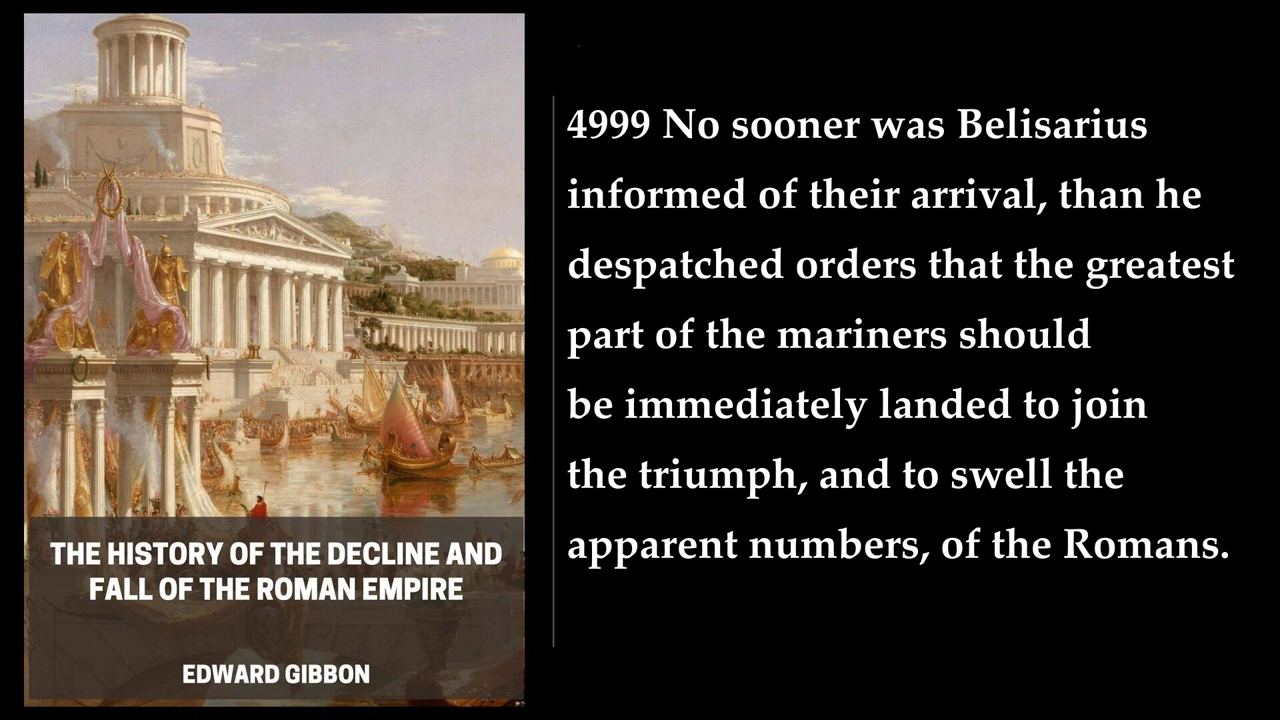 THE HISTORY OF THE DECLINE AND
FALL OF THE ROMAN EMPIRE
EDWARD GIBBON
4999 No sooner was Belisarius
informed of their arrival, than he
despatched orders that the greatest
part of the mariners should
be immediately landed to join
the triumph, and to swell the
apparent numbers, of the Romans.